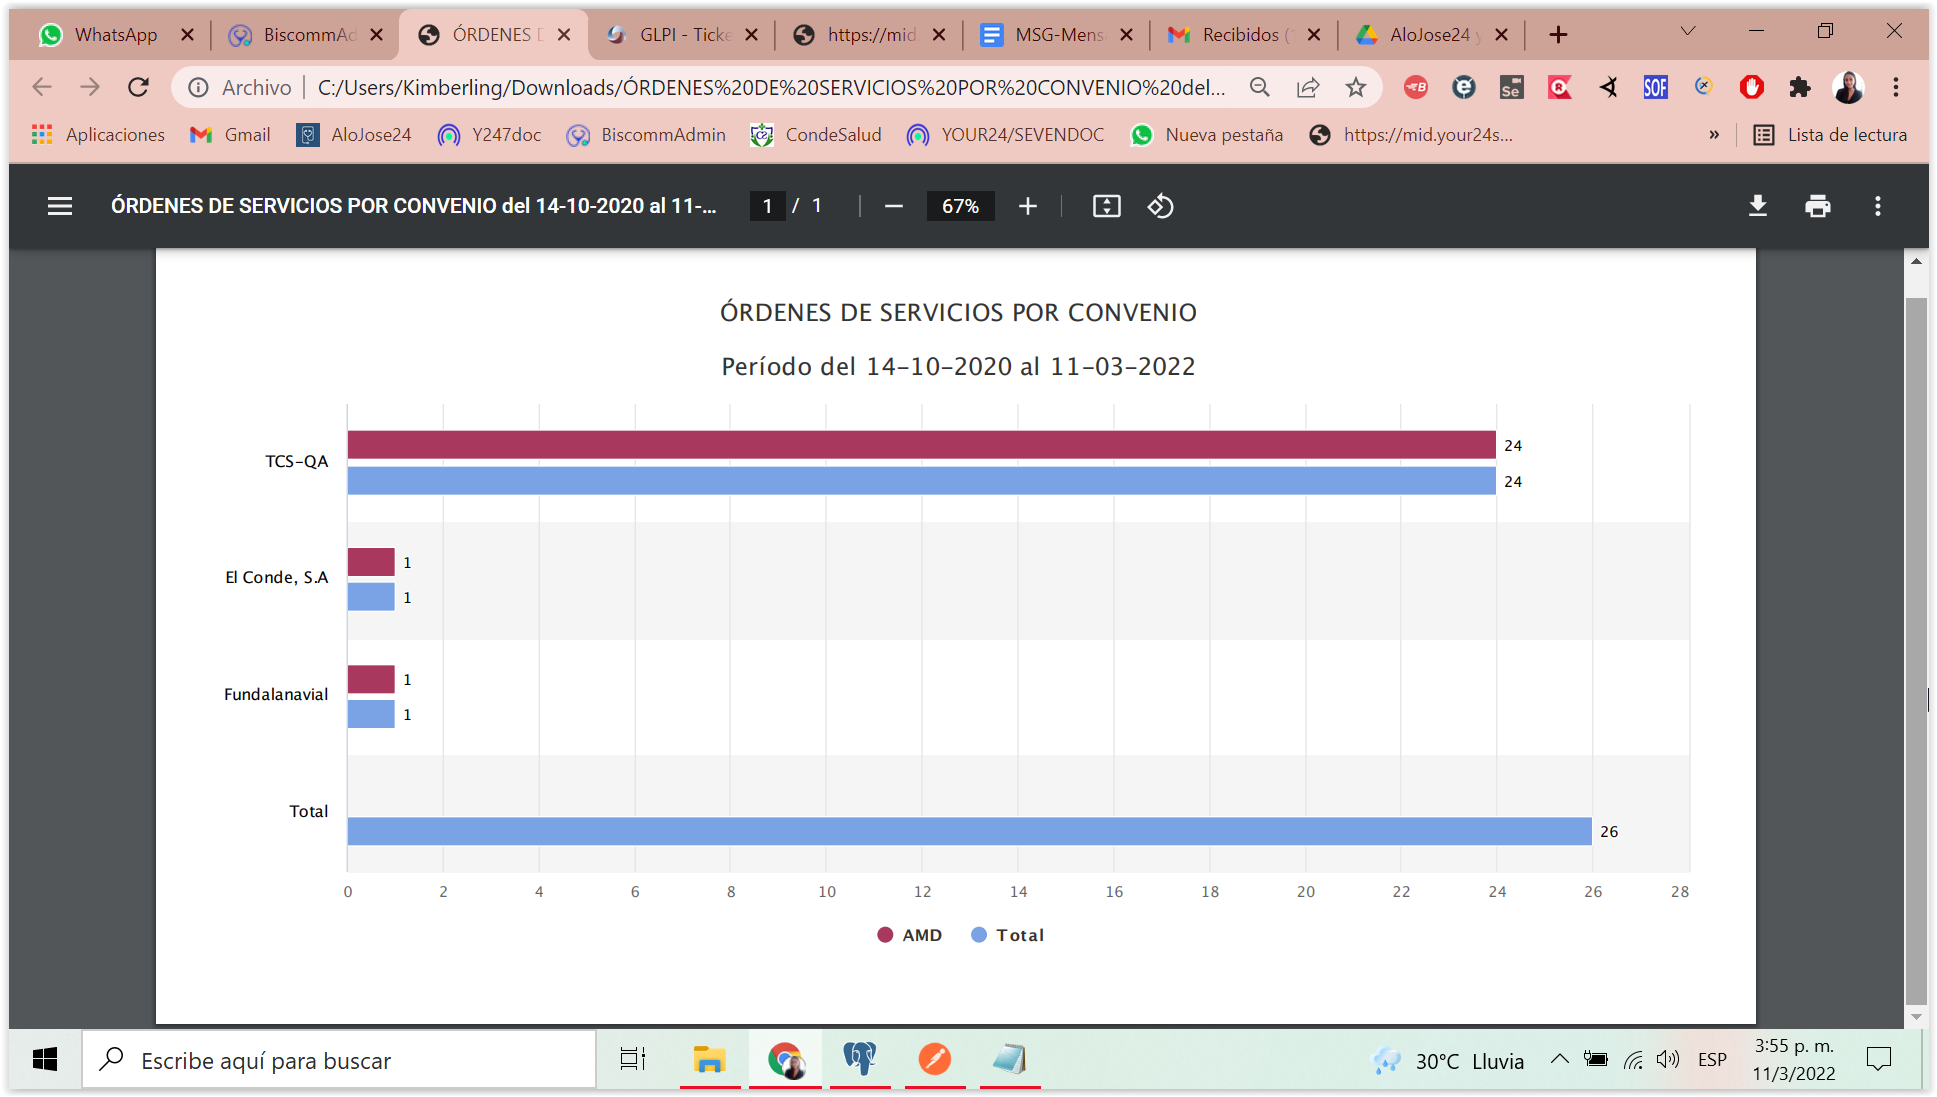 WhatsApp
BiscommAd
ÓRDENES D
GLPI - Ticke
https://mid.
MSG-Mens
Recibidos (
AloJose24 y
Archivo
C:/Users/Kimberling/Downloads/ÓRDENES%20DE%20SERVICIOS%20POR%20CONVENIO%20del...
Se
SOF
Aplicaciones
Gmail
AloJose24
Y247doc
BiscommAdmin
CondeSalud
YOUR24/SEVENDOC
Nueva pestaña
https://mid.your24s...
»
Lista de lectura
ÓRDENES DE SERVICIOS POR CONVENIO del 14-10-2020 al 11-...
1 / 1
67%
ÓRDENES DE SERVICIOS POR CONVENIO
Período del 14-10-2020 al 11-03-2022
TCS-QA
24
24
El Conde, S.A
1
1
Fundalanavial
1
1
Total
26
0 2 4 6 8 10 12 14 16 18 20 22 24 26 28
AMD Total
Escribe aquí para buscar
30°C Lluvia
ESP
3:55 p. m.
11/3/2022